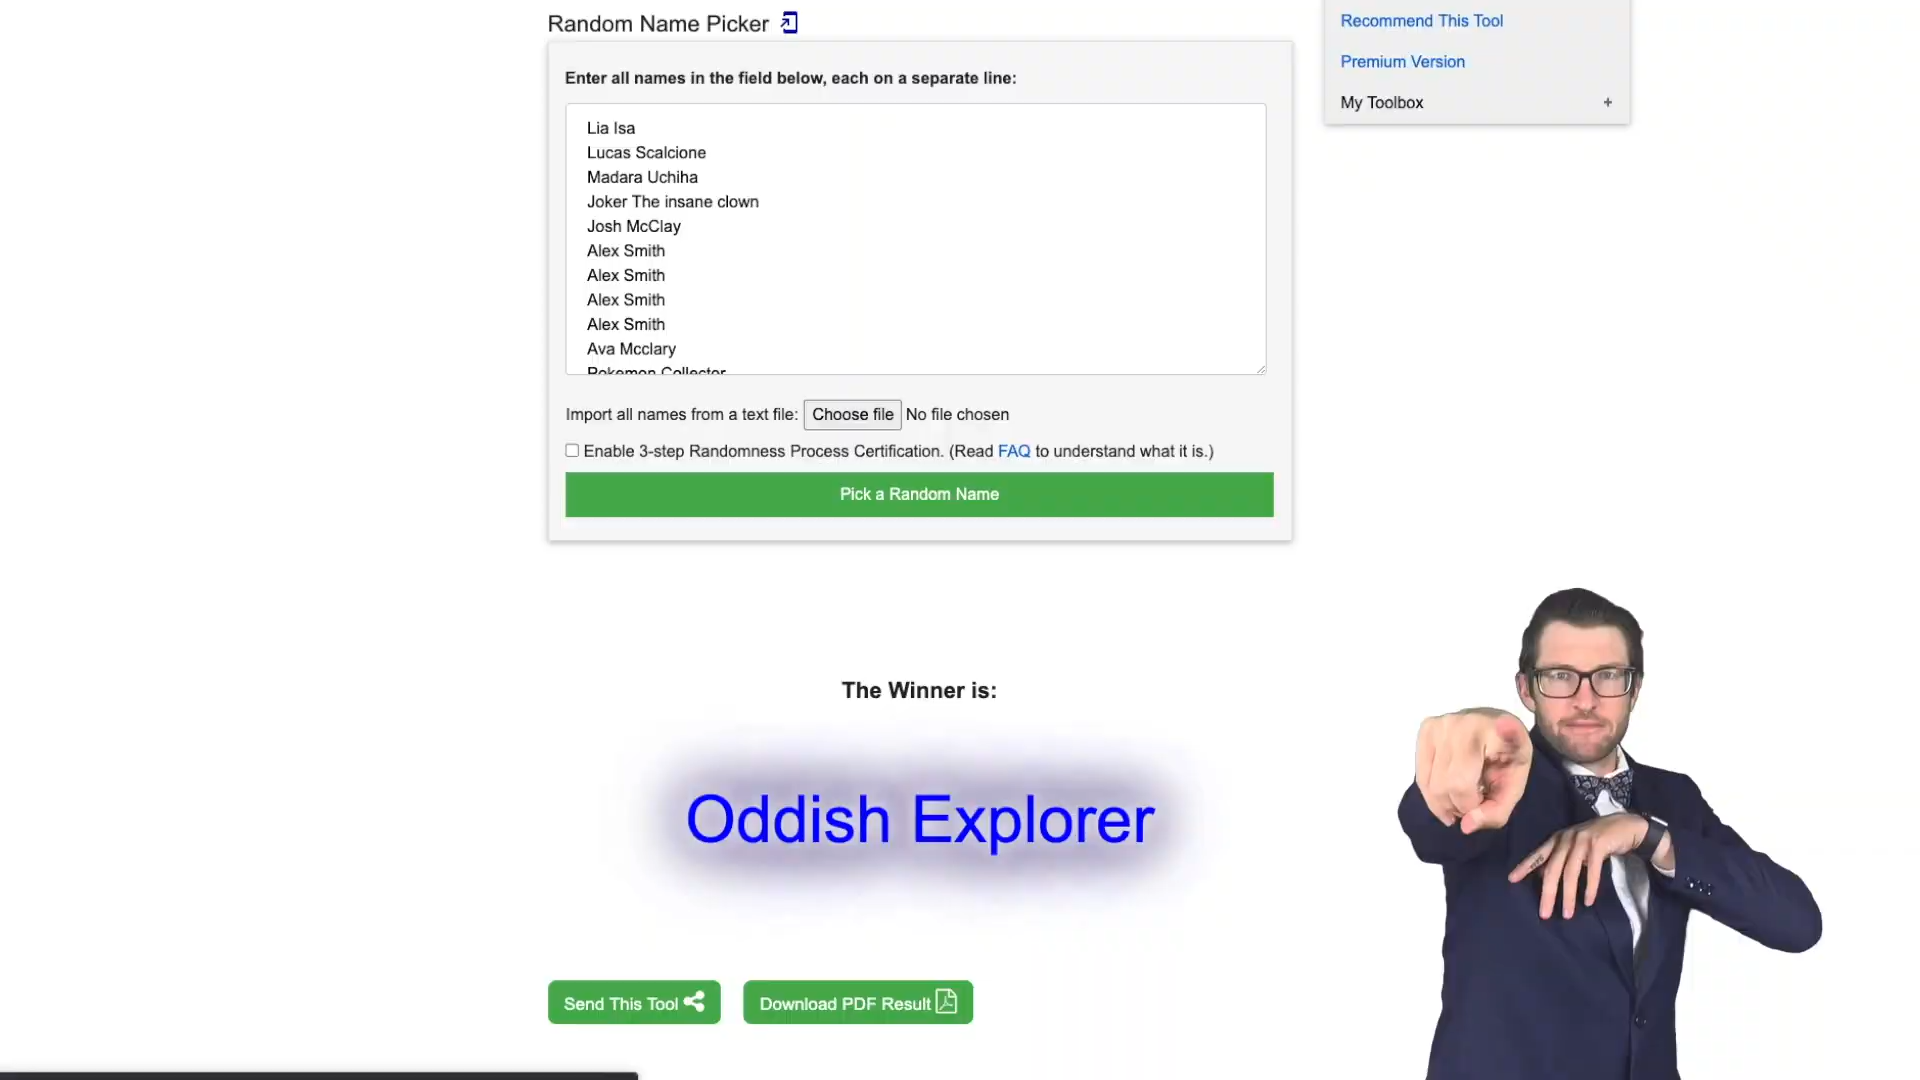 Random Name Picker
Recommend This Tool
Premium Version
My Toolbox +
Enter all names in the field below, each on a separate line:
Lia Isa
Lucas Scalcione
Madara Uchiha
Joker The insane clown
Josh McClay
Alex Smith
Alex Smith
Alex Smith
Alex Smith
Ava Mcclary
Pokemon Collector
Import all names from a text file: Choose file No file chosen
Enable 3-step Randomness Process Certification. (Read FAQ to understand what it is.)
Pick a Random Name
The Winner is:
Oddish Explorer
Send This Tool
Download PDF Result